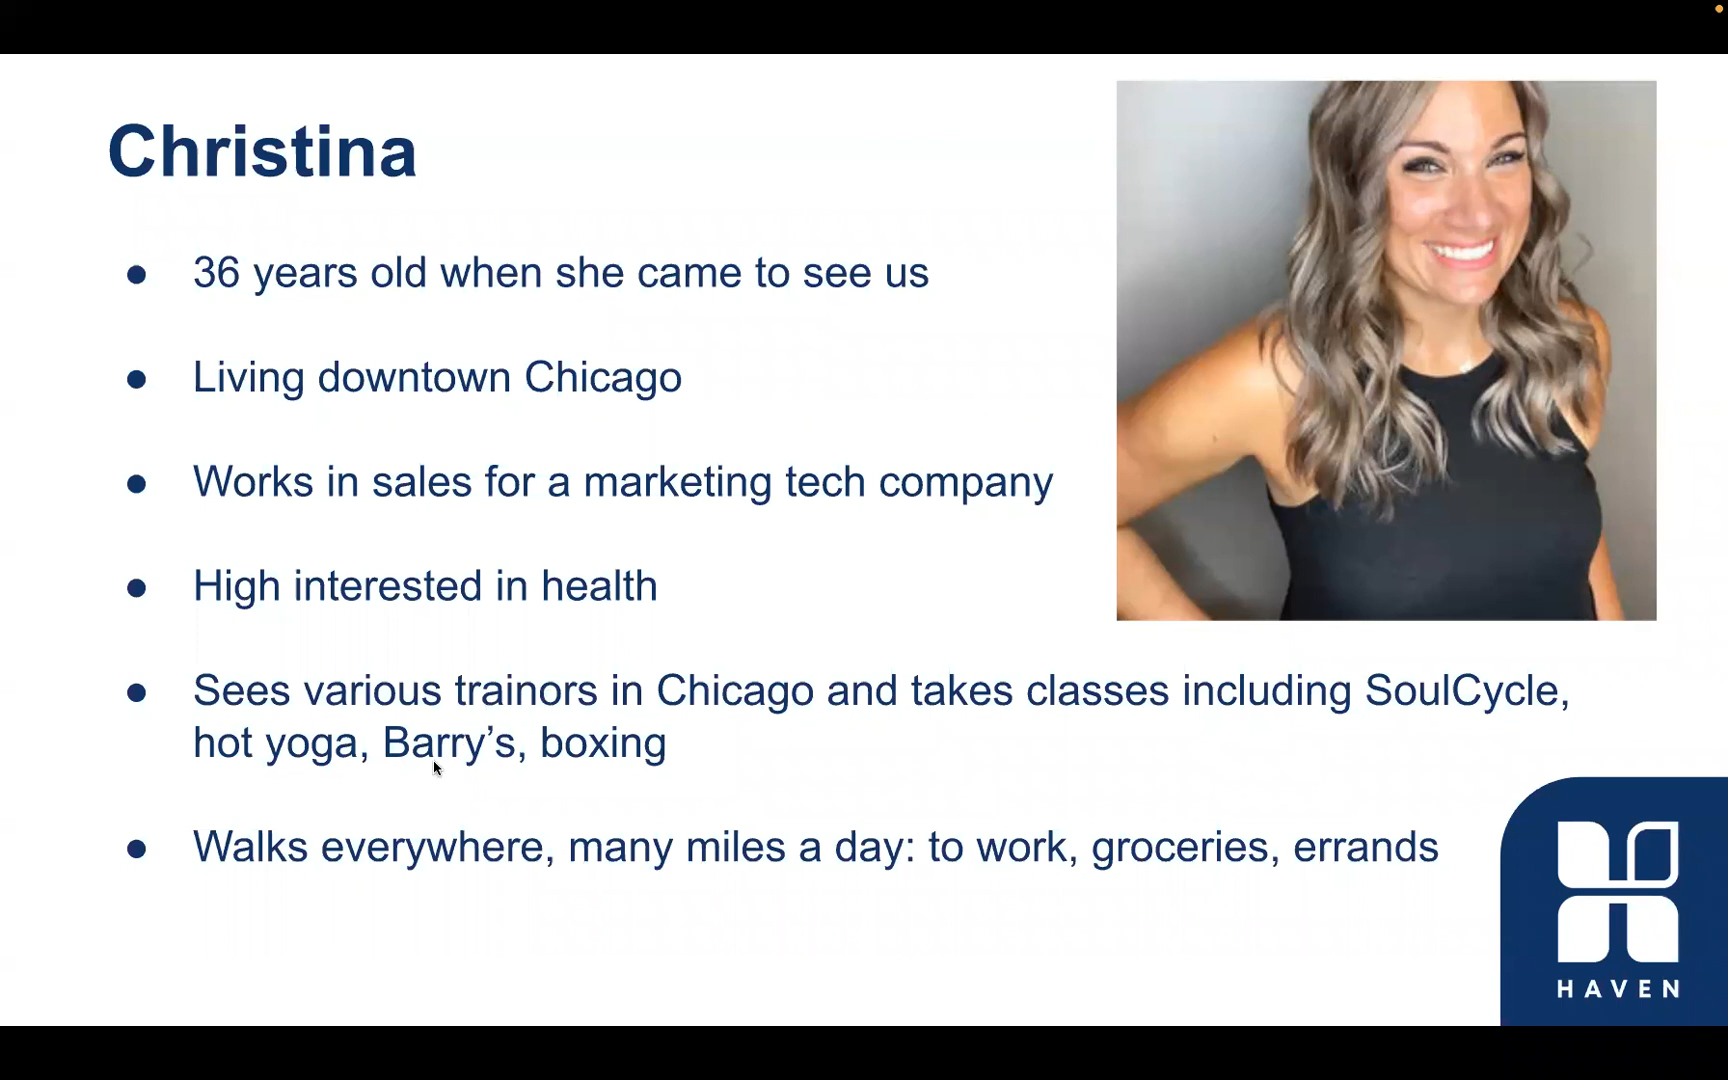 Christina
● 36 years old when she came to see us
● Living downtown Chicago
● Works in sales for a marketing tech company
● High interested in health
● Sees various trainors in Chicago and takes classes including SoulCycle,
hot yoga, Barry’s, boxing
● Walks everywhere, many miles a day: to work, groceries, errands
HAVEN